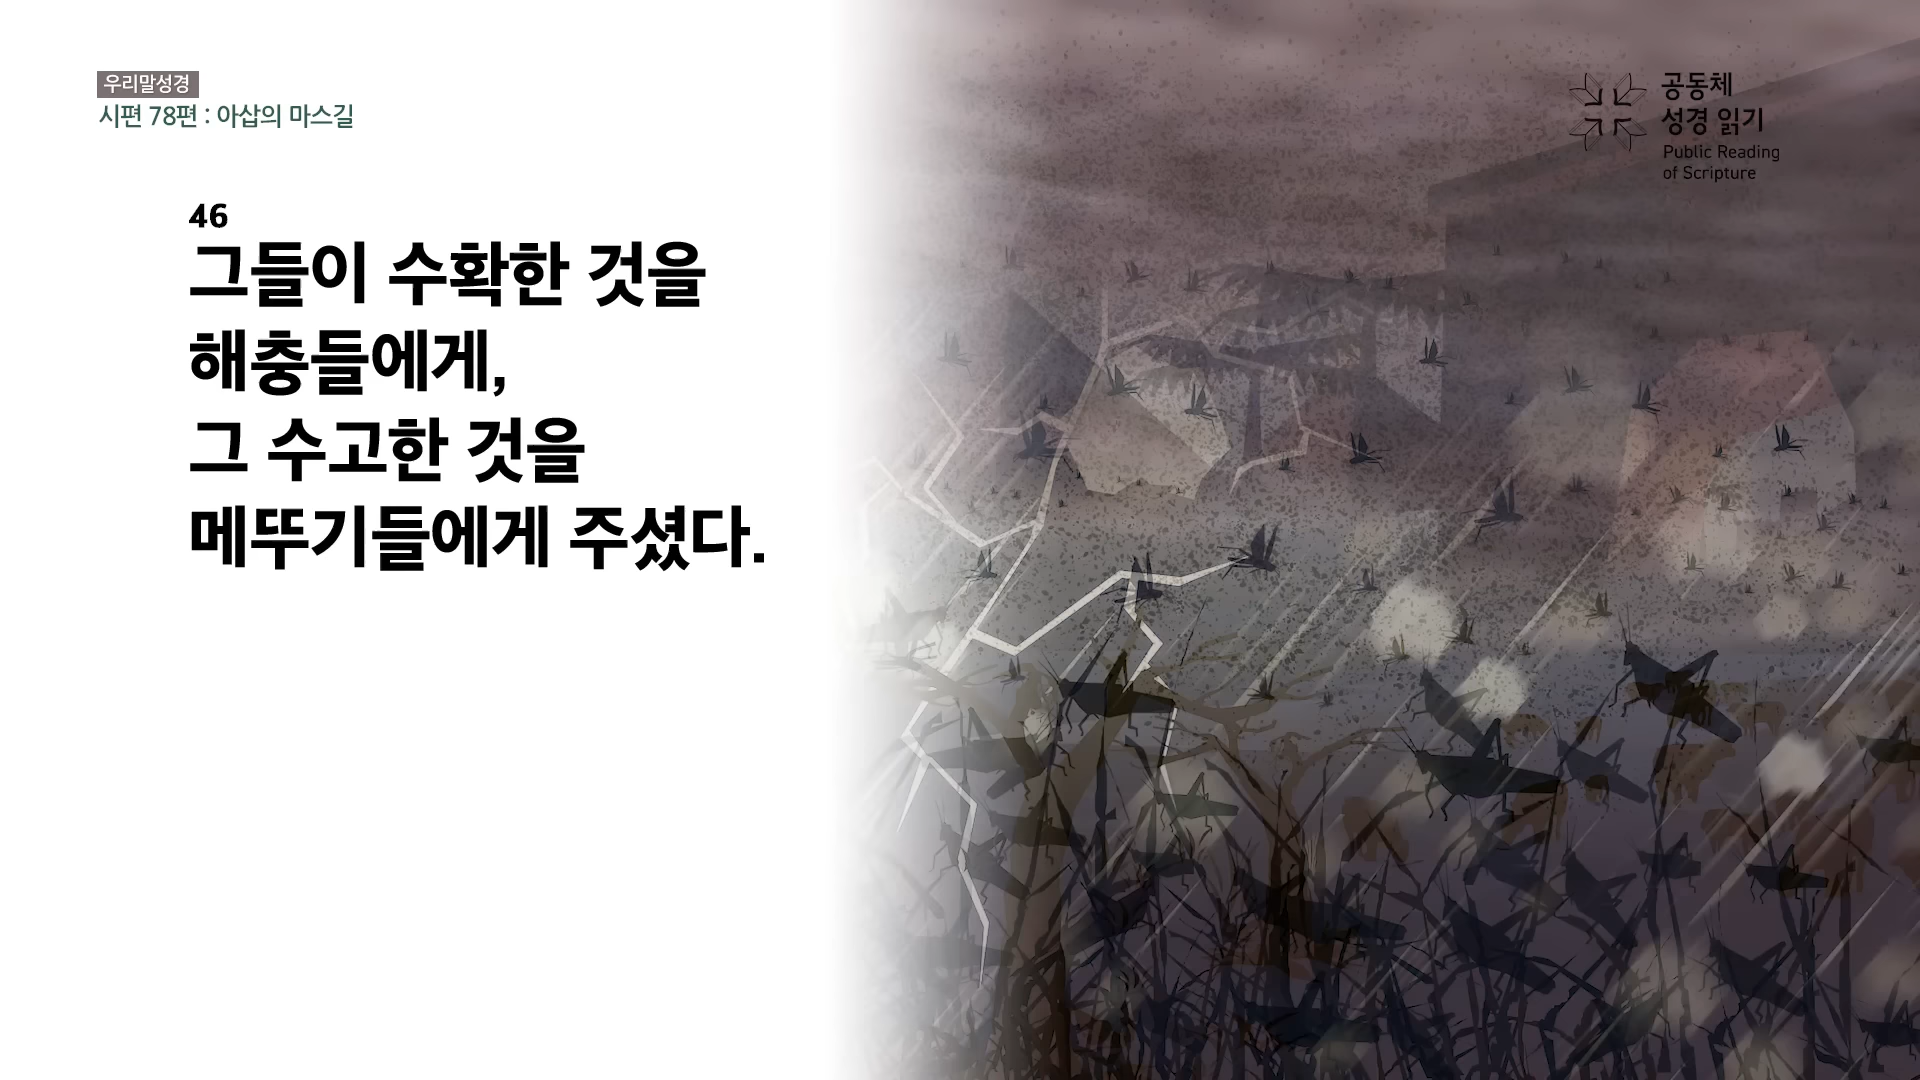 우리말성경
시편 78편 : 아삽의 마스길
공동체
성경 읽기
Public Reading
of Scripture
46
그들이 수확한 것을
해충들에게,
그 수고한 것을
메뚜기들에게 주셨다.